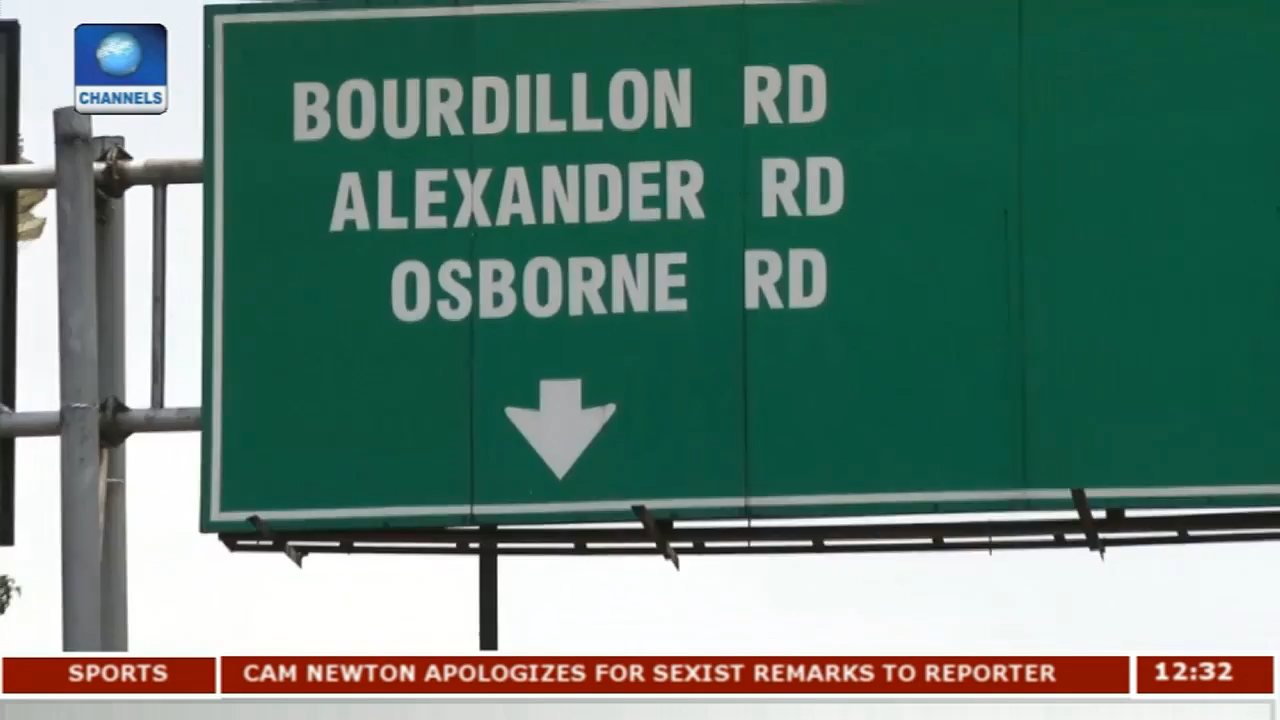 CHANNELS
BOURDILLON RD
ALEXANDER RD
OSBORNE RD
SPORTS
CAM NEWTON APOLOGIZES FOR SEXIST REMARKS TO REPORTER
12:32